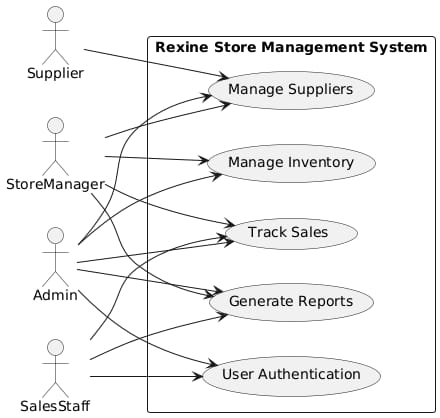 Rexine Store Management System
Supplier
Manage Suppliers
StoreManager
Manage Inventory
Track Sales
Admin
Generate Reports
User Authentication
SalesStaff